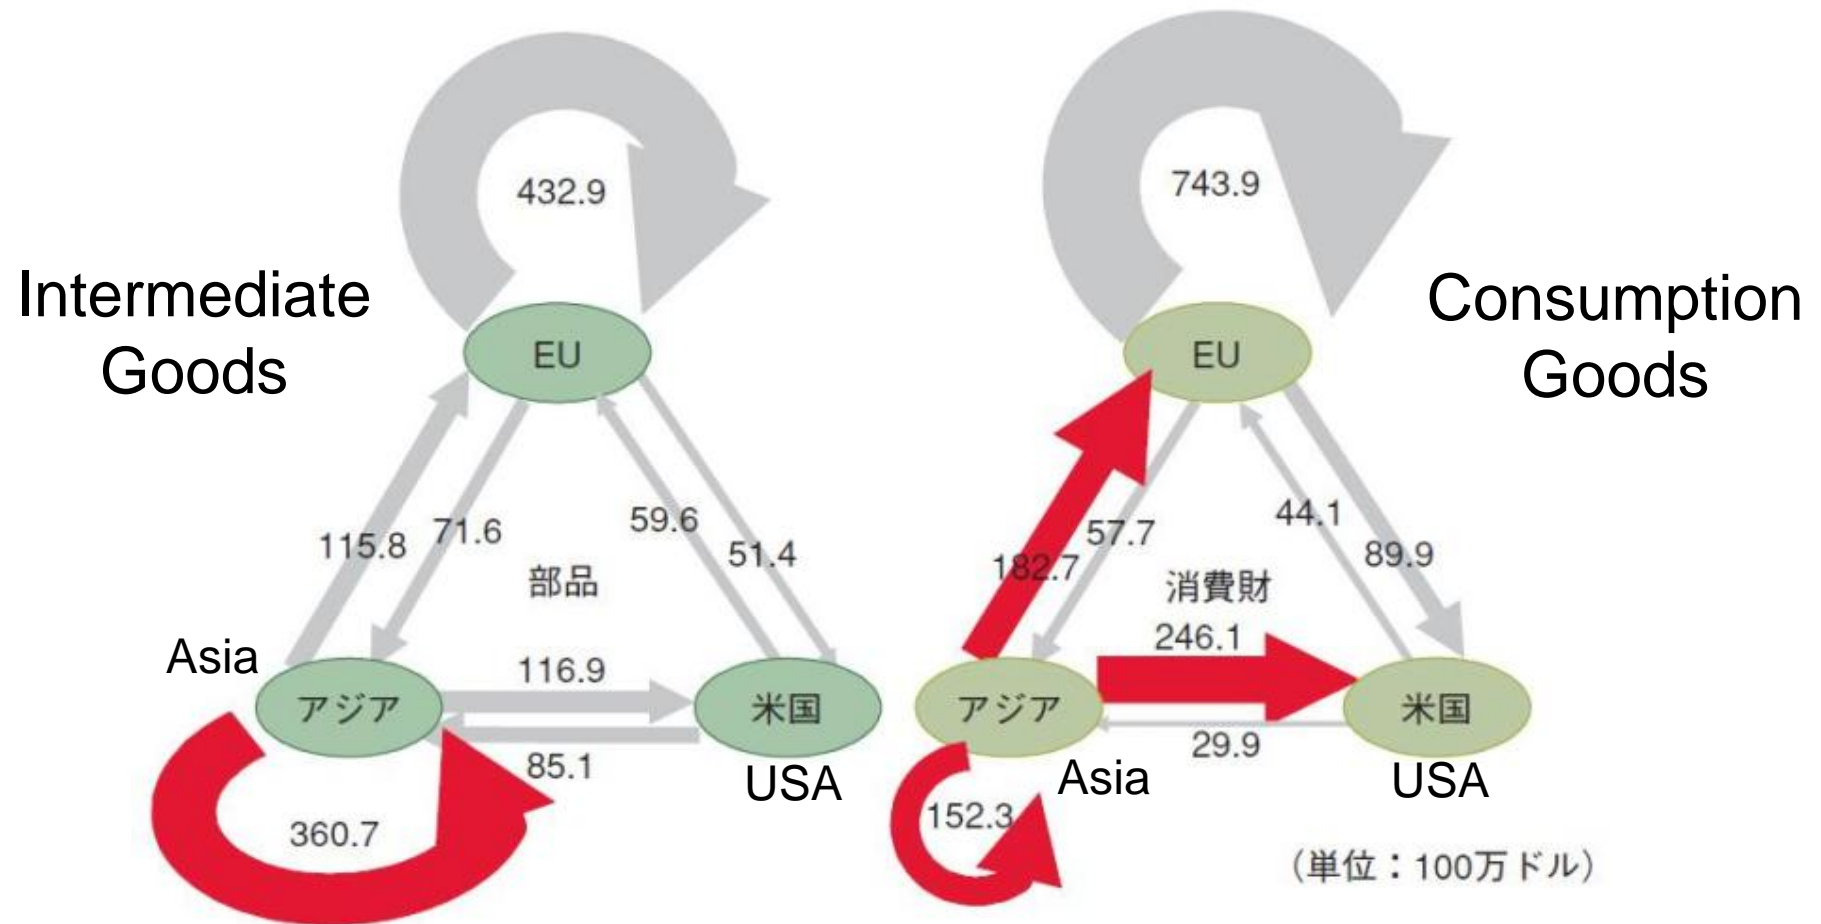 Intermediate
Goods
432.9
EU
115.8
71.6
59.6
51.4
部品
Asia
アジア
116.9
85.1
米国
USA
360.7
743.9
Consumption
Goods
EU
182.7
57.7
44.1
89.9
消費財
246.1
アジア
米国
29.9
Asia
USA
152.3
（単位：100万ドル）